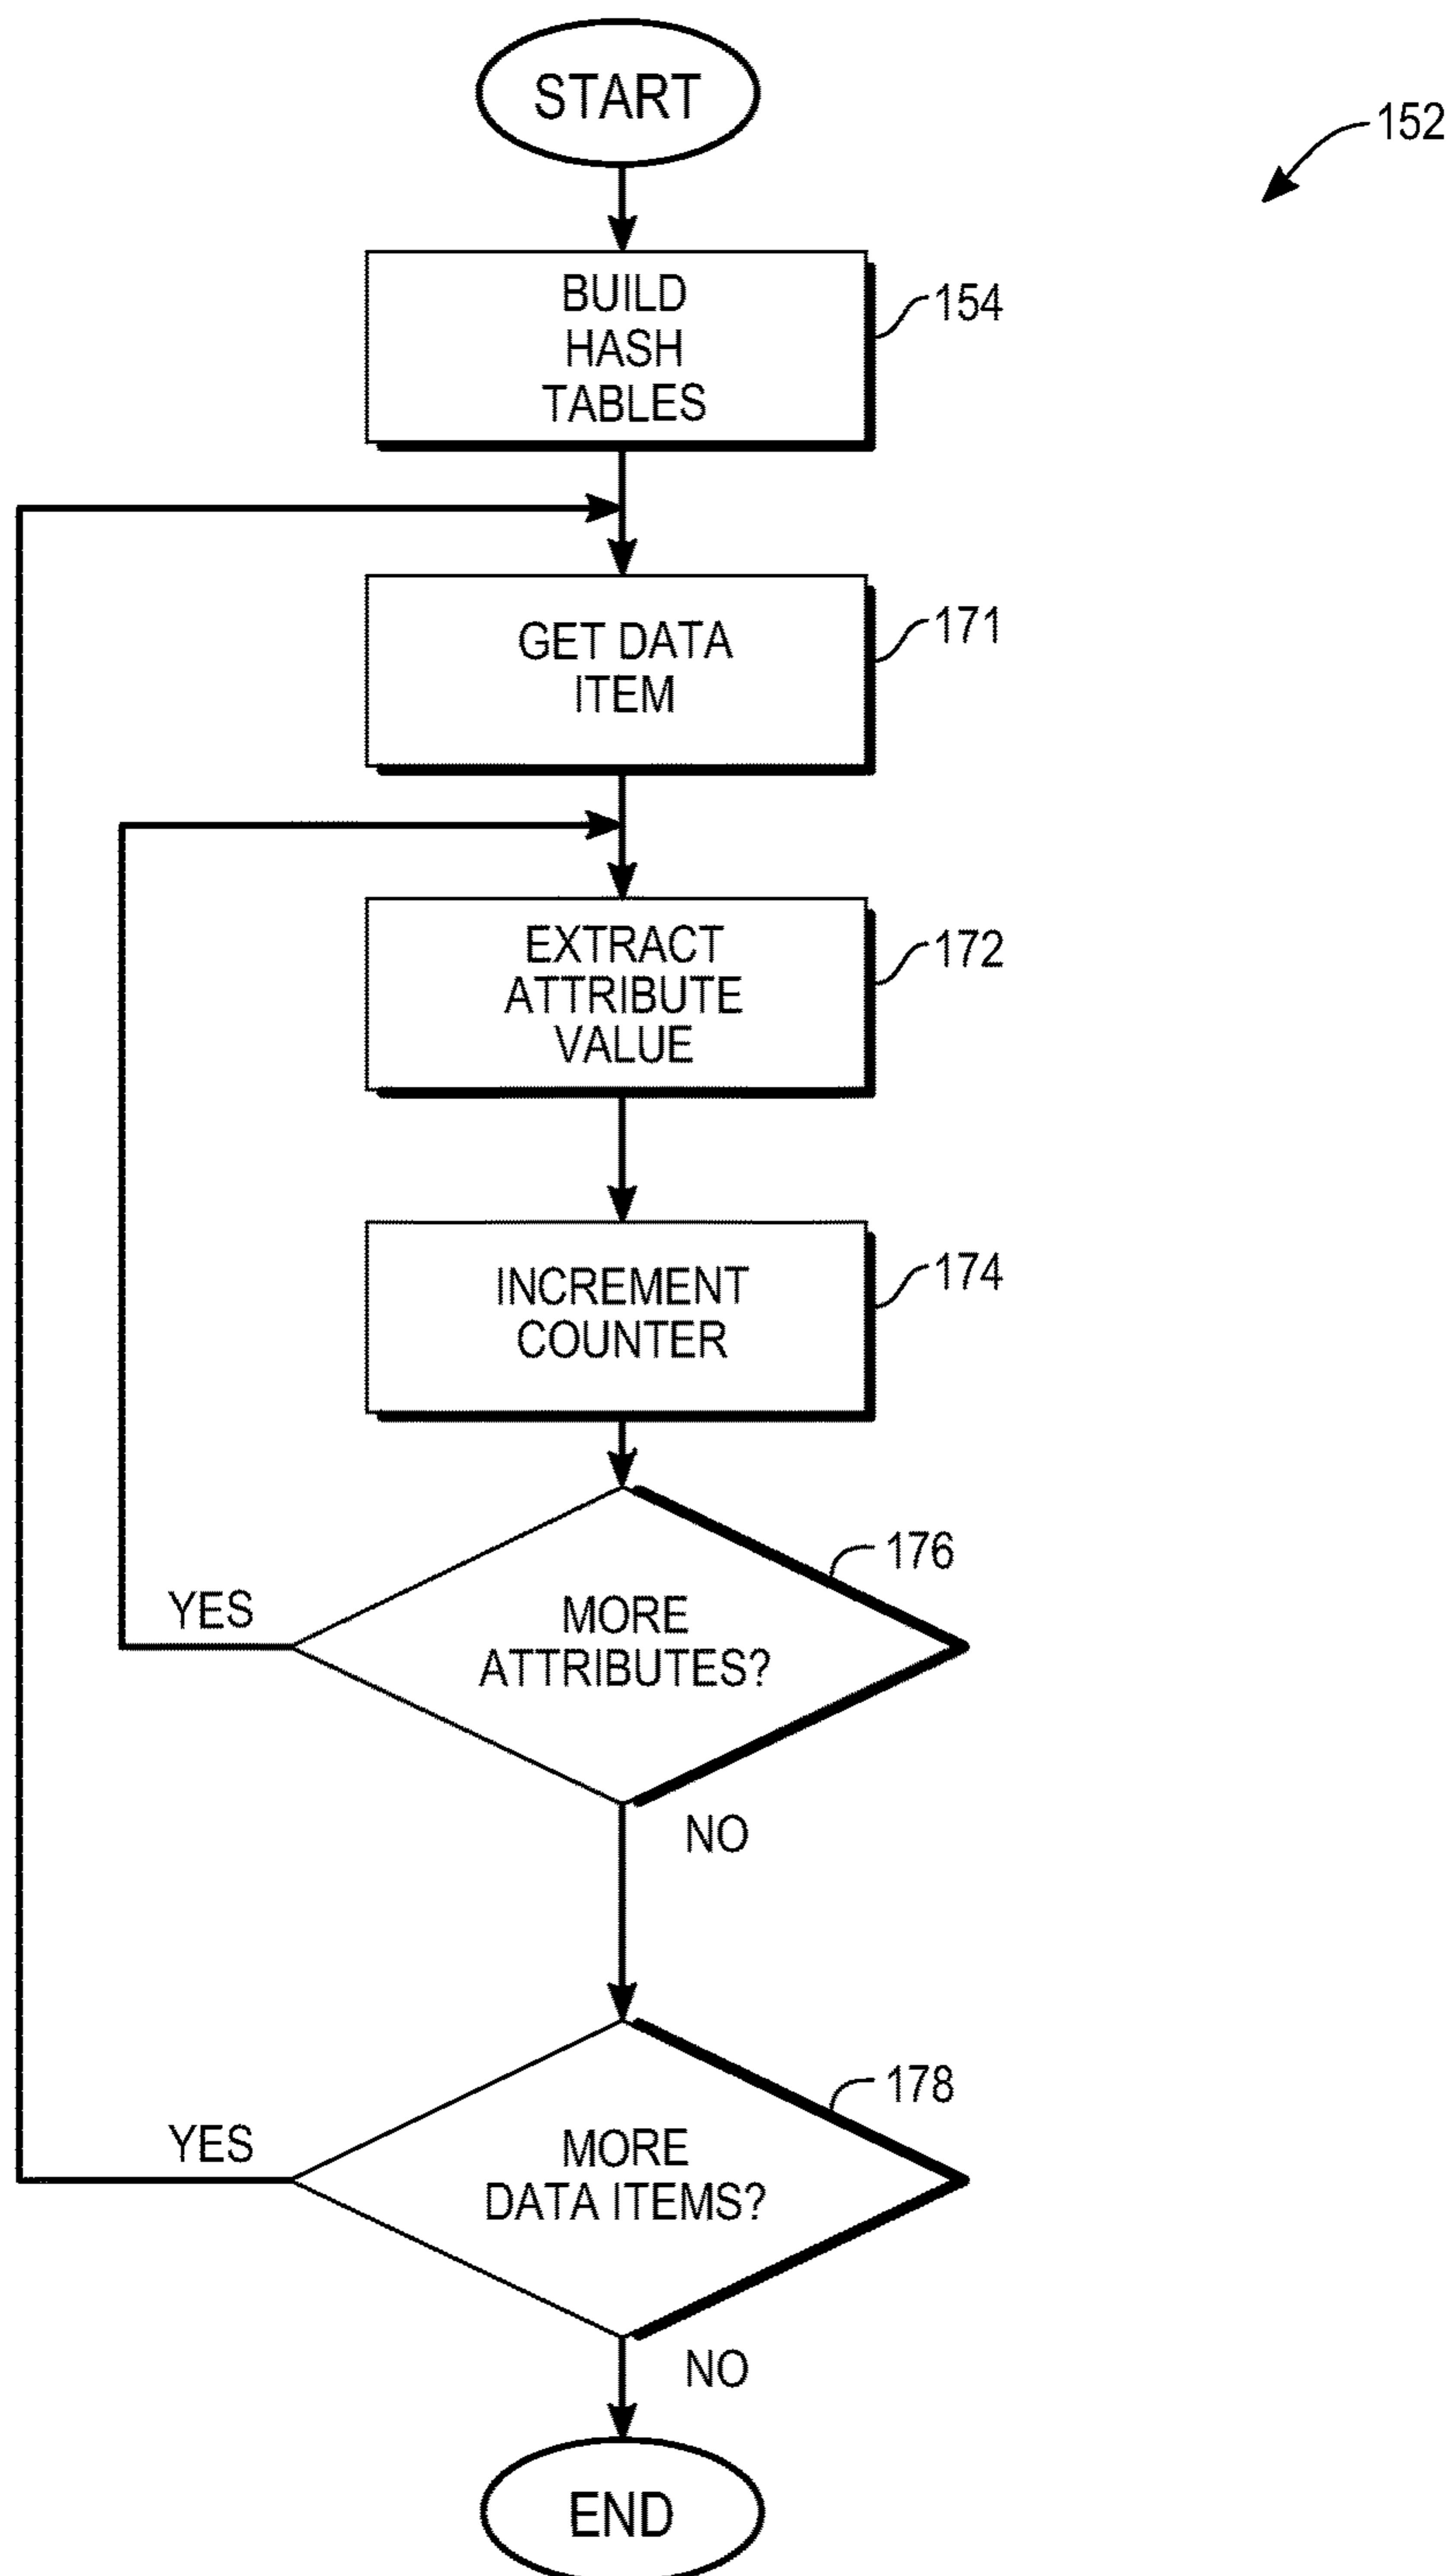 START
152
BUILD
HASH
TABLES
154
GET DATA
ITEM
171
EXTRACT
ATTRIBUTE
VALUE
172
INCREMENT
COUNTER
174
MORE
ATTRIBUTES?
176
YES
NO
MORE
DATA ITEMS?
178
YES
NO
END